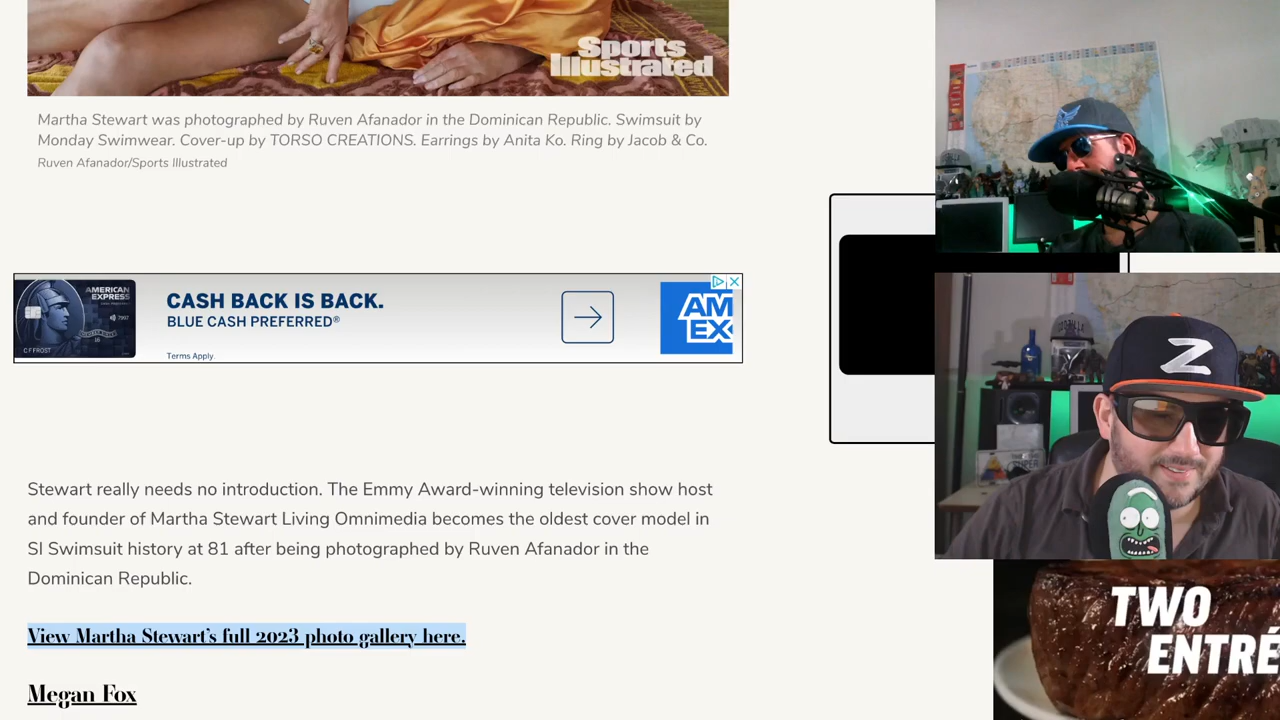 Sports
Illustrated
Martha Stewart was photographed by Ruven Afanador in the Dominican Republic. Swimsuit by
Monday Swimwear. Cover-up by TORSO CREATIONS. Earrings by Anita Ko. Ring by Jacob & Co.
Ruven Afanador/Sports Illustrated
AMERICAN
EXPRESS
C F FROST
CASH BACK IS BACK.
BLUE CASH PREFERRED®
Terms Apply
AM
EX
Z
Stewart really needs no introduction. The Emmy Award-winning television show host
and founder of Martha Stewart Living Omnimedia becomes the oldest cover model in
SI Swimsuit history at 81 after being photographed by Ruven Afanador in the
Dominican Republic.
View Martha Stewart's full 2023 photo gallery here.
Megan Fox
TWO
ENTRÉ